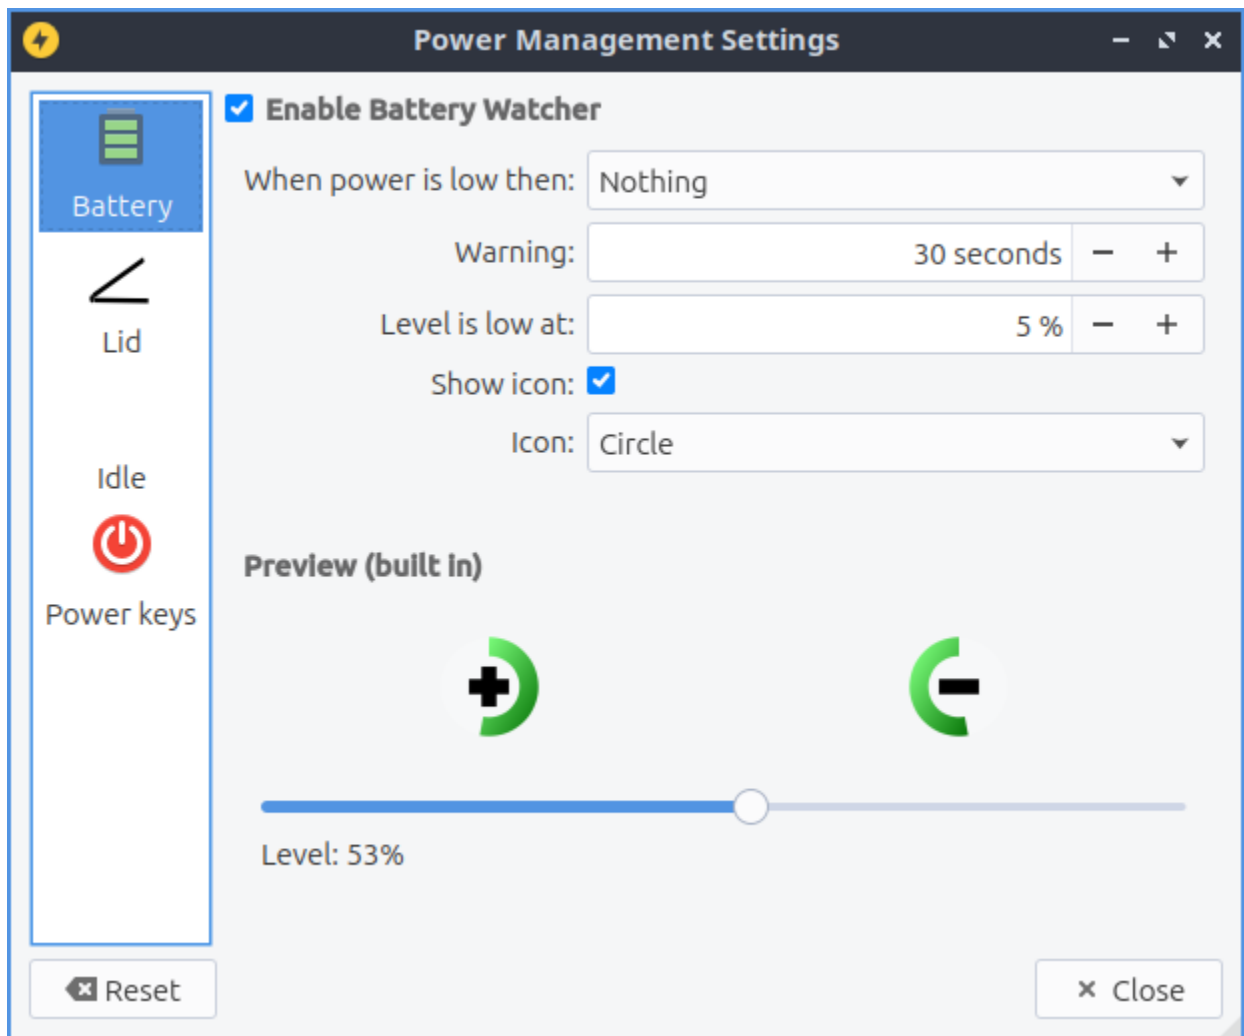 Power Management Settings
Battery
Lid
Idle
Power keys
Enable Battery Watcher
When power is low then: Nothing
Warning: 30 seconds
Level is low at: 5 %
Show icon:
Icon: Circle
Preview (built in)
Level: 53%
Reset
Close